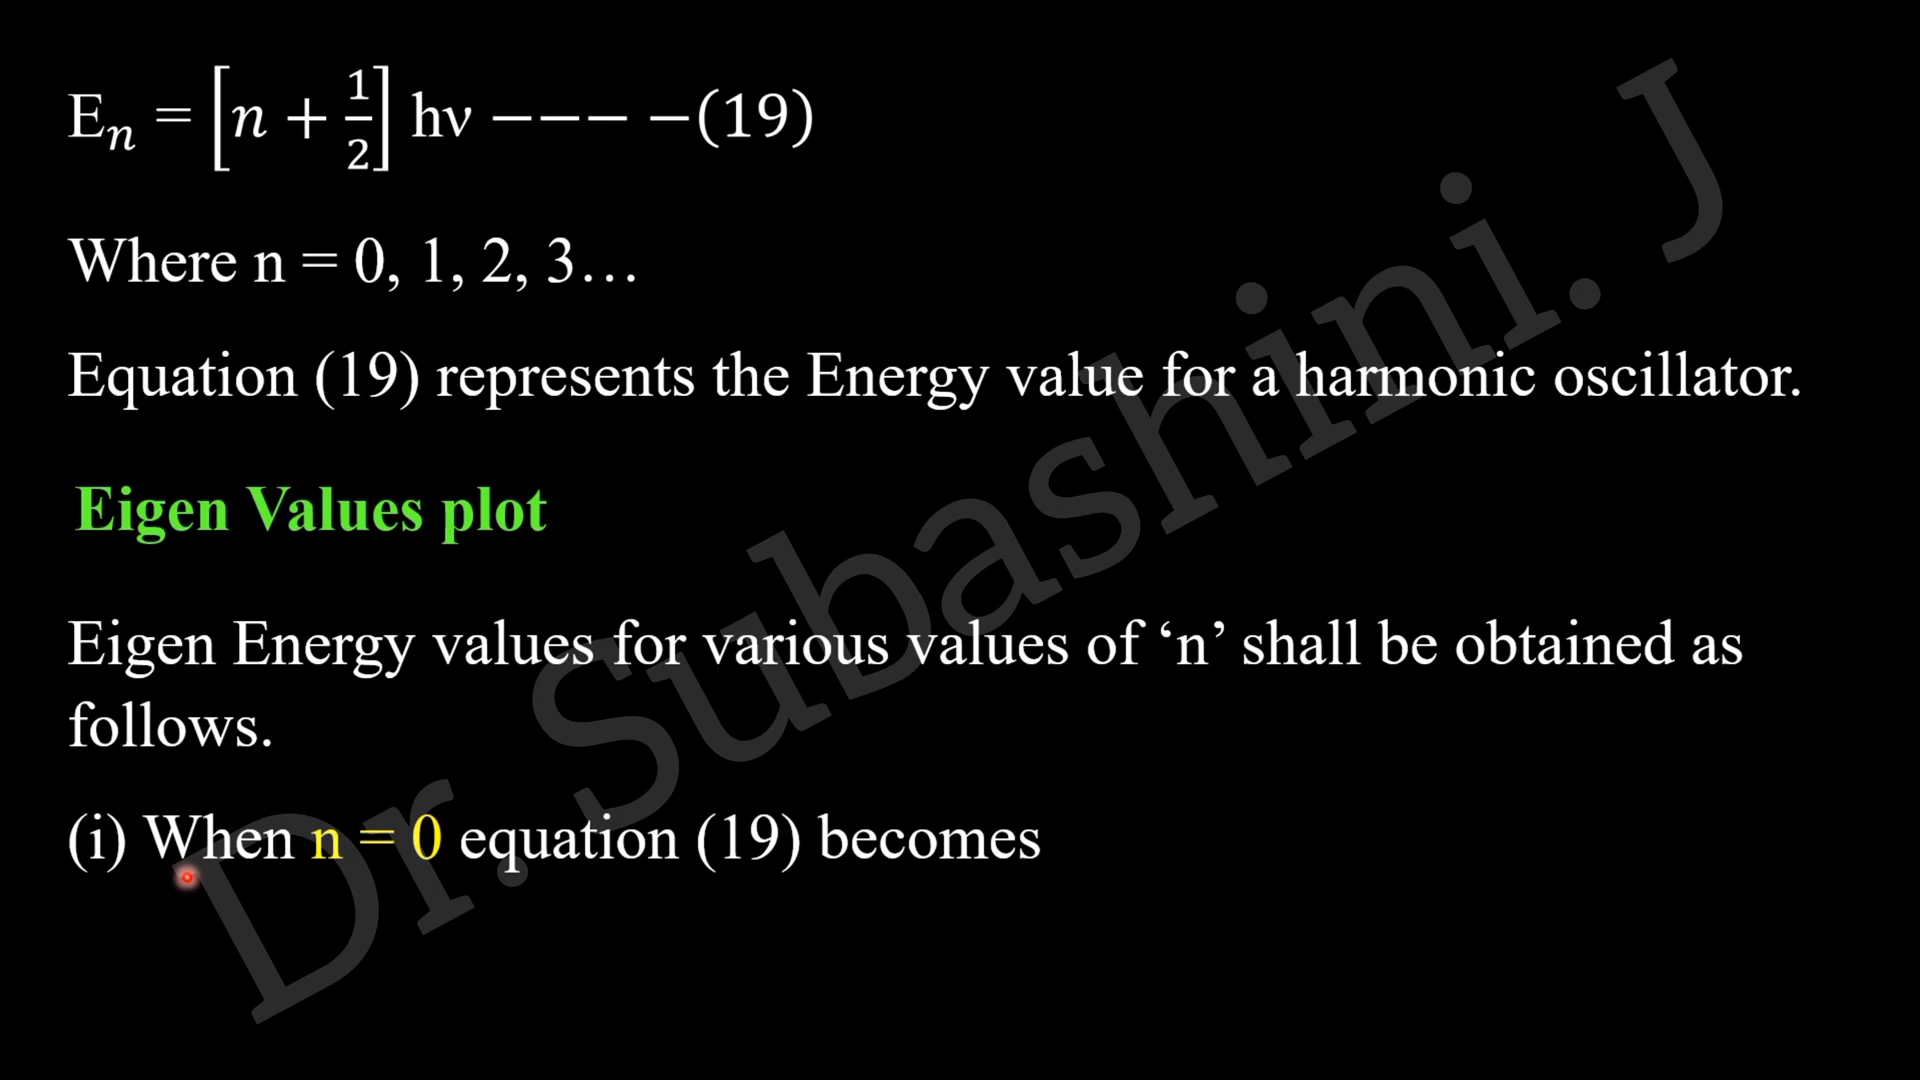 Eₙ = [n + 1/2] hν −−− −(19)
Where n = 0, 1, 2, 3…
Equation (19) represents the Energy value for a harmonic oscillator.
Eigen Values plot
Eigen Energy values for various values of ‘n’ shall be obtained as
follows.
(i) When n = 0 equation (19) becomes
Dr. Subashini. J